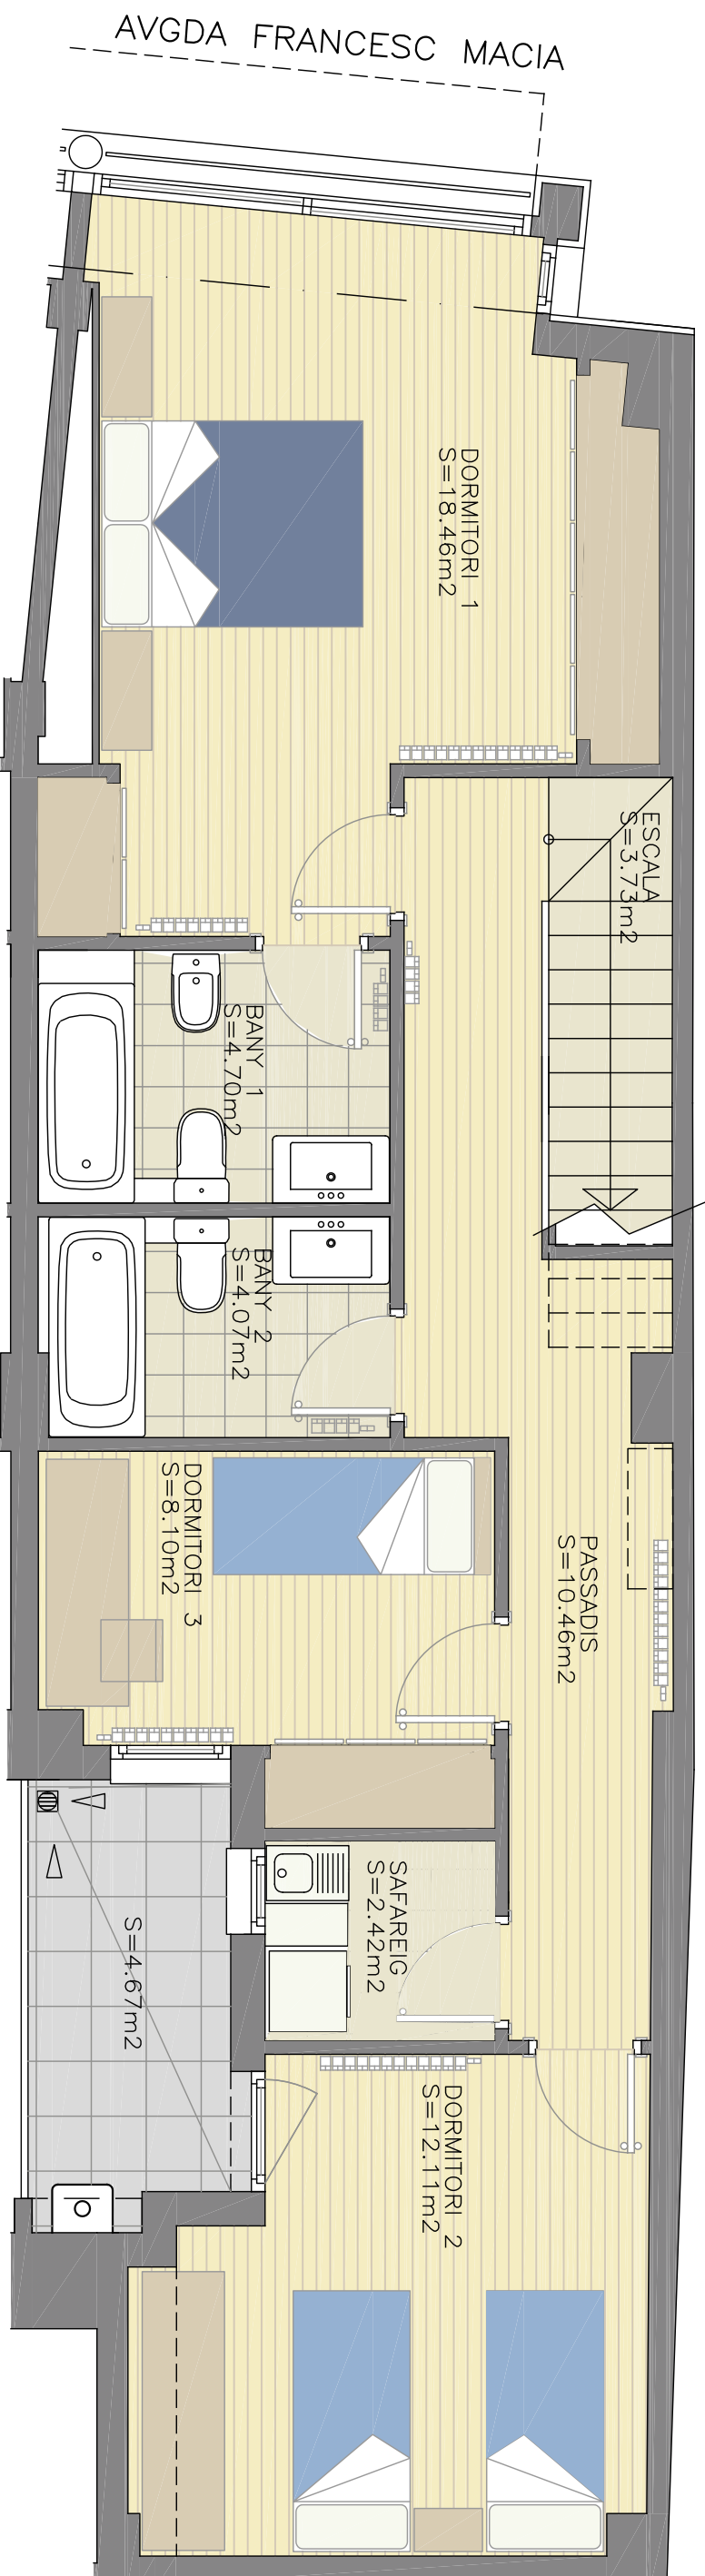 AVGDA FRANCESC MACIA
DORMITORI 1
S=18.46m2
ESCALA
S=3.73m2
BANY 1
S=4.70m2
BANY 2
S=4.07m2
DORMITORI 3
S=8.10m2
PASSADIS
S=10.46m2
SAFAREIG
S=2.42m2
S=4.67m2
DORMITORI 2
S=12.11m2